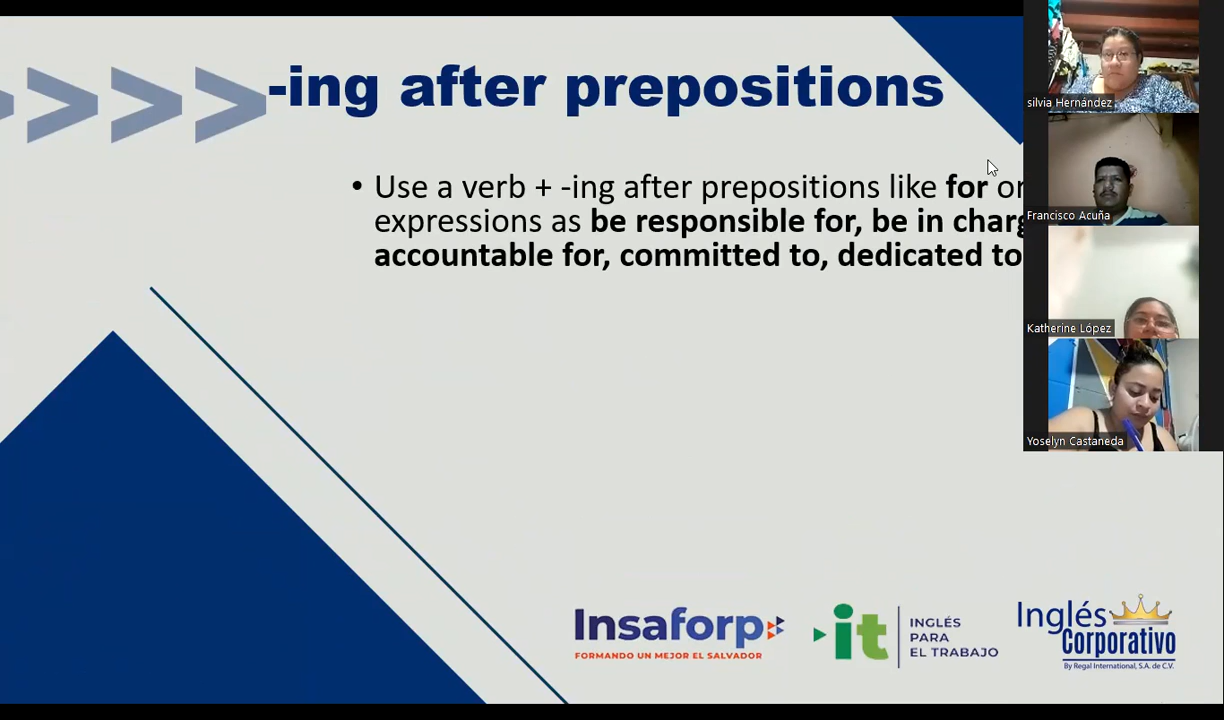 -ing after prepositions
• Use a verb + -ing after prepositions like for or
expressions as be responsible for, be in charg
accountable for, committed to, dedicated to
silvia Hernández
Francisco Acuña
Katherine López
Yoselyn Castaneda
Insaforp
FORMANDO UN MEJOR EL SALVADOR
it
INGLÉS
PARA
EL TRABAJO
Inglés
Corporativo
By Regal International, S.A. de C.V.